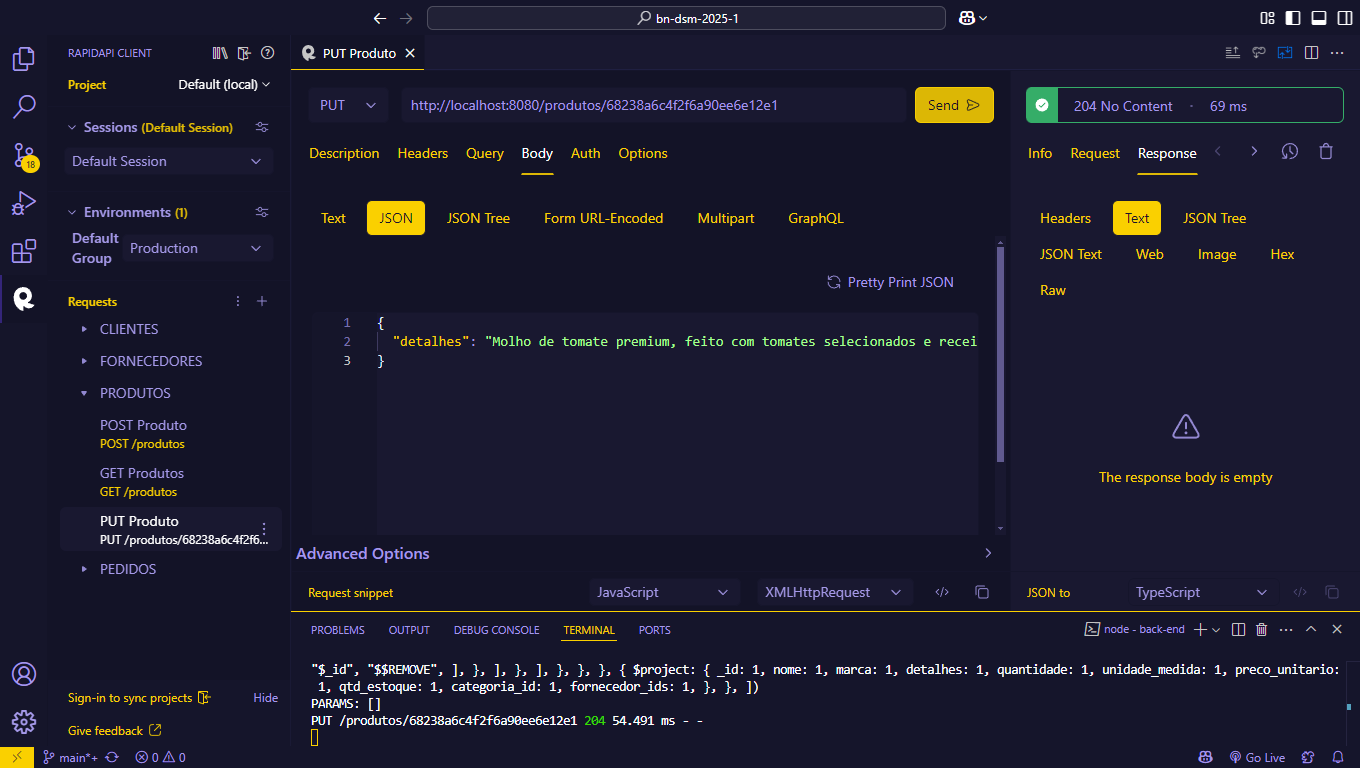 bn-dsm-2025-1
RAPIDAPI CLIENT
Project
Default (local)
Sessions (Default Session)
Default Session
Environments (1)
Default Group
Production
Requests
CLIENTES
FORNECEDORES
PRODUTOS
POST Produto
POST /produtos
GET Produtos
GET /produtos
PUT Produto
PUT /produtos/68238a6c4f2f6...
PEDIDOS
Sign-in to sync projects
Hide
Give feedback
18
PUT Produto
PUT
http://localhost:8080/produtos/68238a6c4f2f6a90ee6e12e1
Send
Description Headers Query Body Auth Options
Text JSON JSON Tree Form URL-Encoded Multipart GraphQL
Pretty Print JSON
1 {
2 "detalhes": "Molho de tomate premium, feito com tomates selecionados e recei
3 }
Advanced Options
Request snippet
JavaScript
XMLHttpRequest
204 No Content · 69 ms
Info Request Response
Headers Text JSON Tree
JSON Text Web Image Hex
Raw
The response body is empty
JSON to
TypeScript
PROBLEMS OUTPUT DEBUG CONSOLE TERMINAL PORTS
node - back-end
"$_id", "$$REMOVE", ], }, ], }, ], }, }, }, { $project: { _id: 1, nome: 1, marca: 1, detalhes: 1, quantidade: 1, unidade_medida: 1, preco_unitario:
1, qtd_estoque: 1, categoria_id: 1, fornecedor_ids: 1, }, }, ])
PARAMS: []
PUT /produtos/68238a6c4f2f6a90ee6e12e1 204 54.491 ms - -
main*+
0 0
Go Live